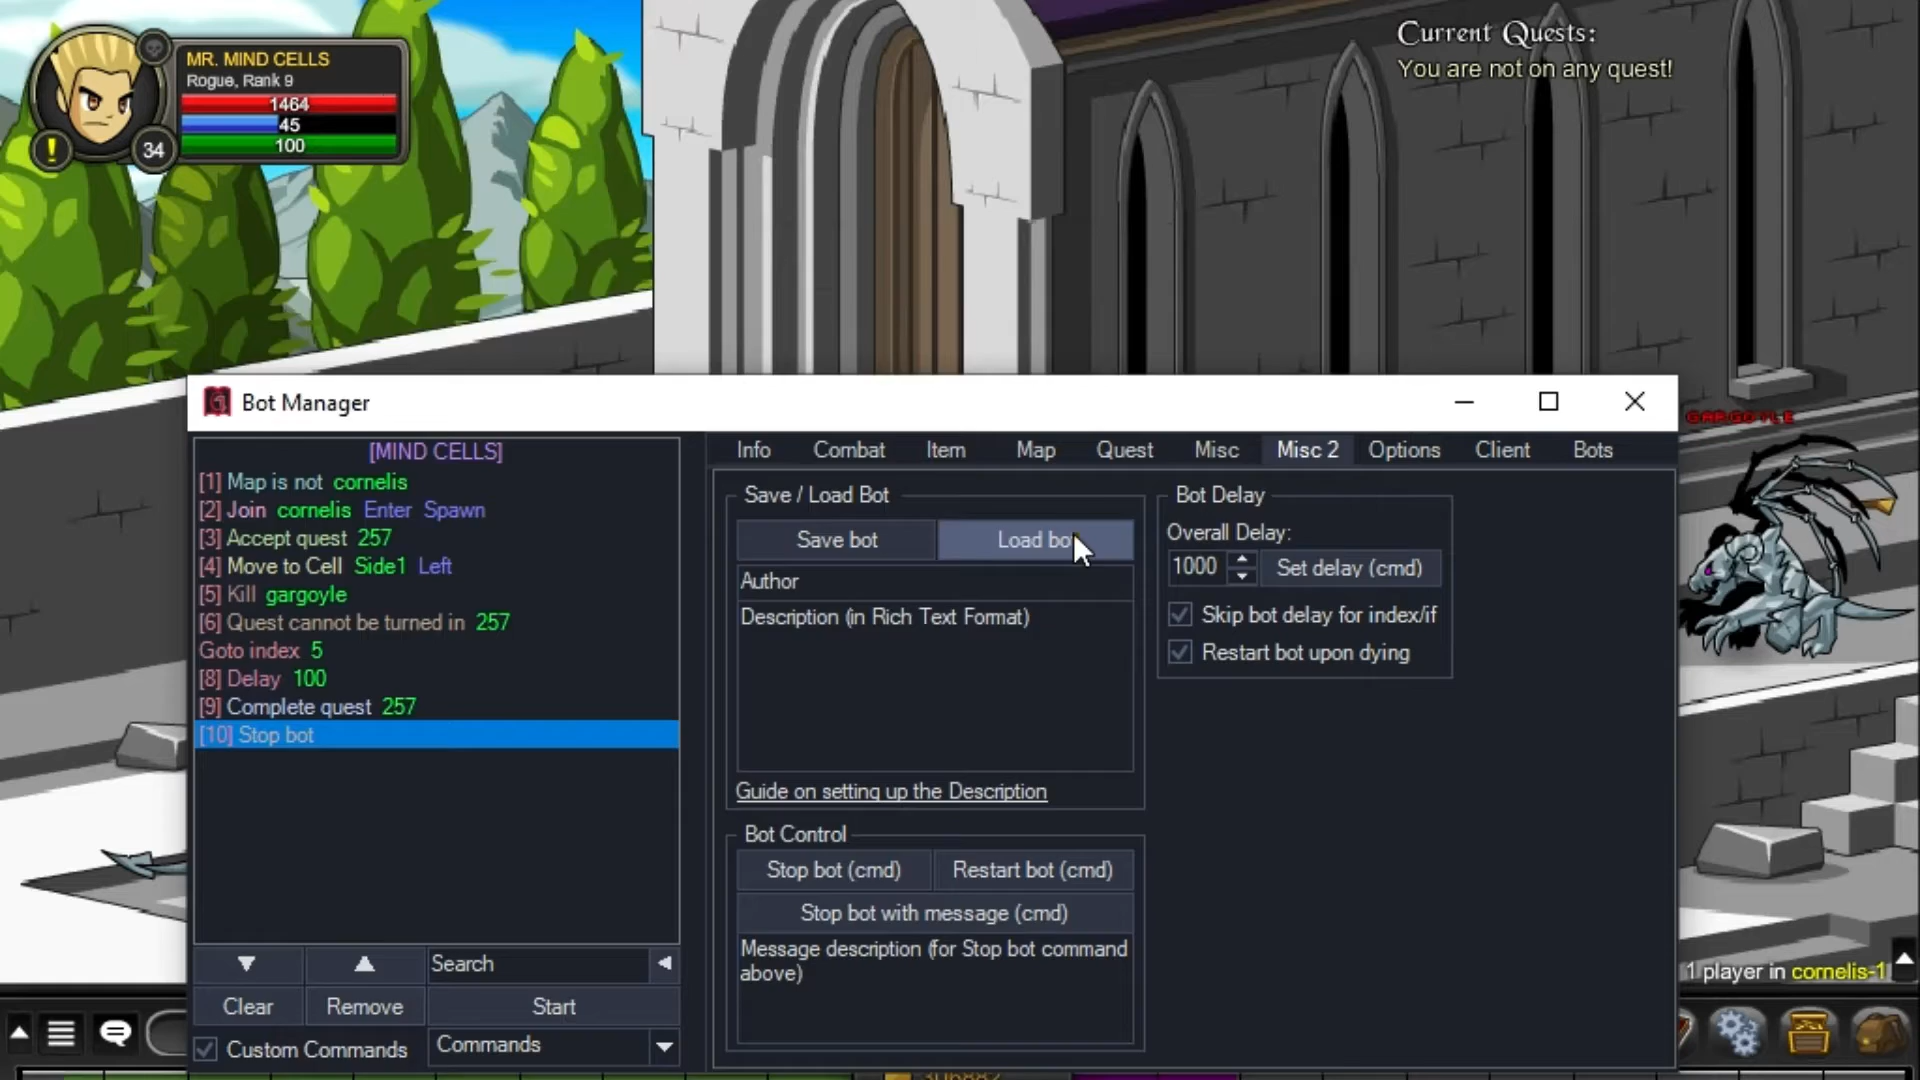 MR. MIND CELLS
Rogue, Rank 9
1464
45
100
34
Current Quests:
You are not on any quest!
GARGOYLE
Bot Manager
[MIND CELLS]
[1] Map is not cornelis
[2] Join cornelis Enter Spawn
[3] Accept quest 257
[4] Move to Cell Side1 Left
[5] Kill gargoyle
[6] Quest cannot be turned in 257
Goto index 5
[8] Delay 100
[9] Complete quest 257
[10] Stop bot
Search
Clear Remove Start
Custom Commands Commands
Info Combat Item Map Quest Misc Misc 2 Options Client Bots
Save / Load Bot
Save bot Load bot
Author
Description (in Rich Text Format)
Guide on setting up the Description
Bot Control
Stop bot (cmd) Restart bot (cmd)
Stop bot with message (cmd)
Message description (for Stop bot command
above)
Bot Delay
Overall Delay:
1000 Set delay (cmd)
Skip bot delay for index/if
Restart bot upon dying
1 player in cornelis-1